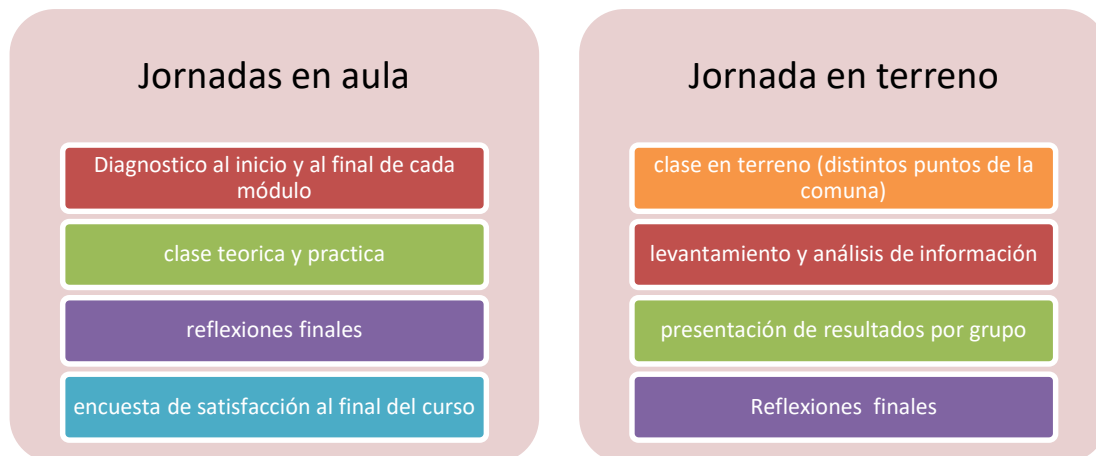 Jornadas en aula
Diagnostico al inicio y al final de cada
módulo
clase teorica y practica
reflexiones finales
encuesta de satisfacción al final del curso
Jornada en terreno
clase en terreno (distintos puntos de la
comuna)
levantamiento y análisis de información
presentación de resultados por grupo
Reflexiones finales